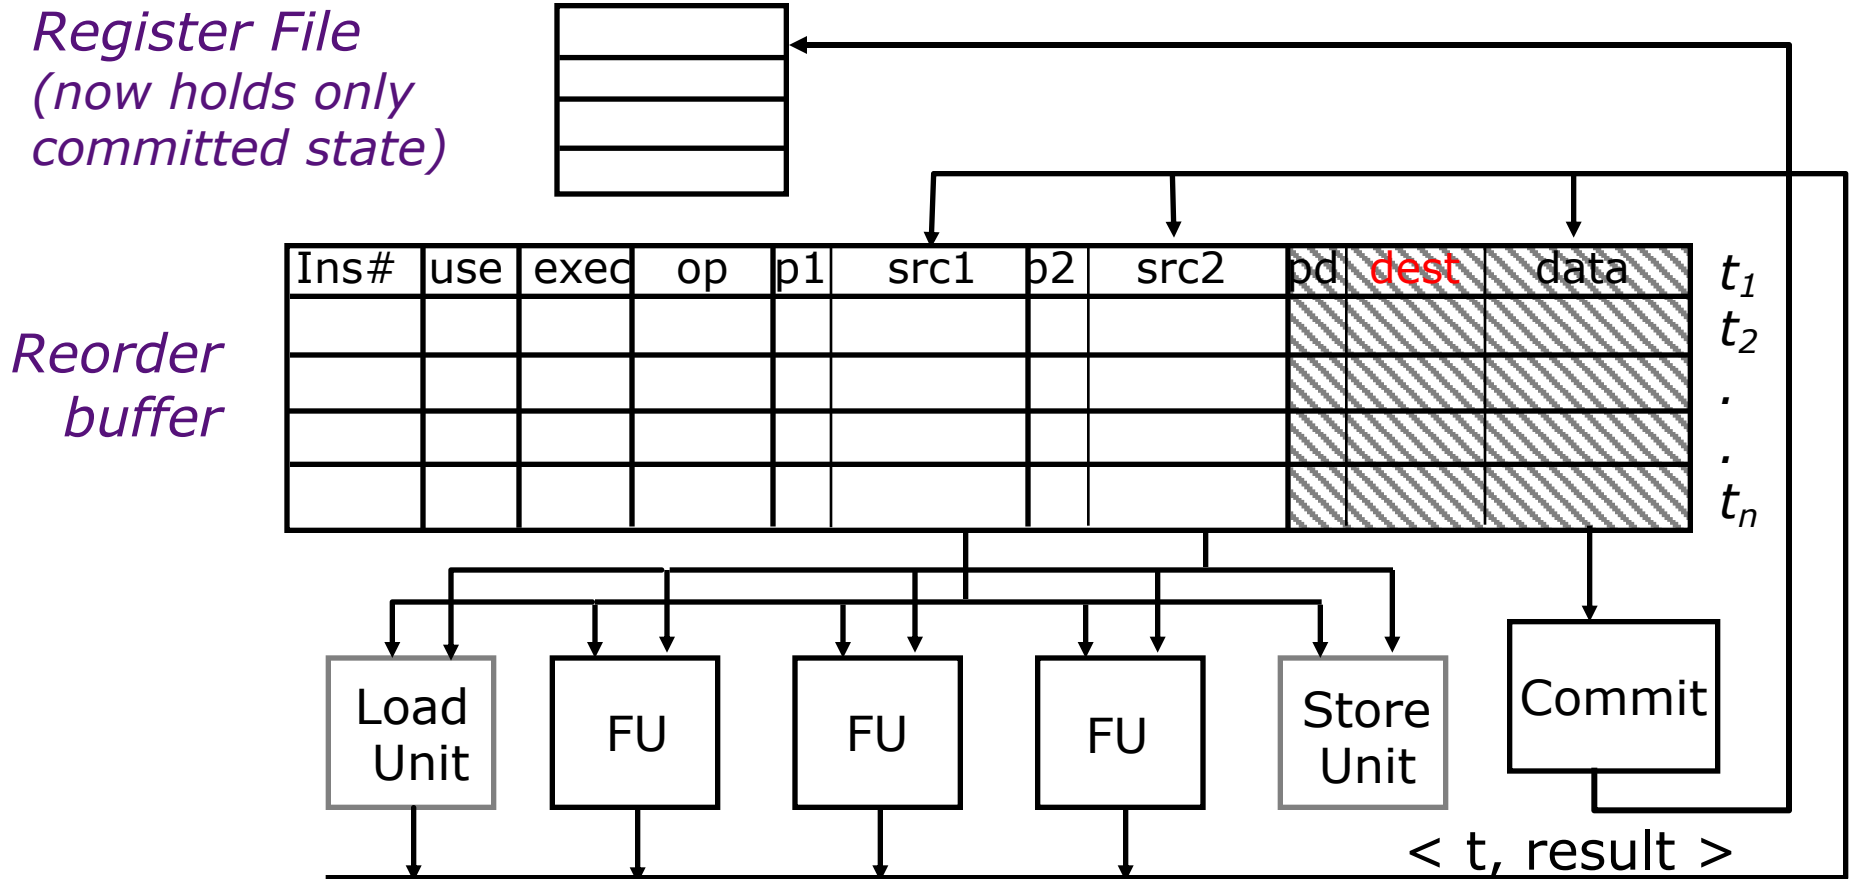 Register File
(now holds only
committed state)
Ins# use exec op p1 src1 p2 src2 pd dest data t1
t2
Reorder
buffer
.
.
tn
Load
Unit
FU
FU
FU
Store
Unit
Commit
< t, result >